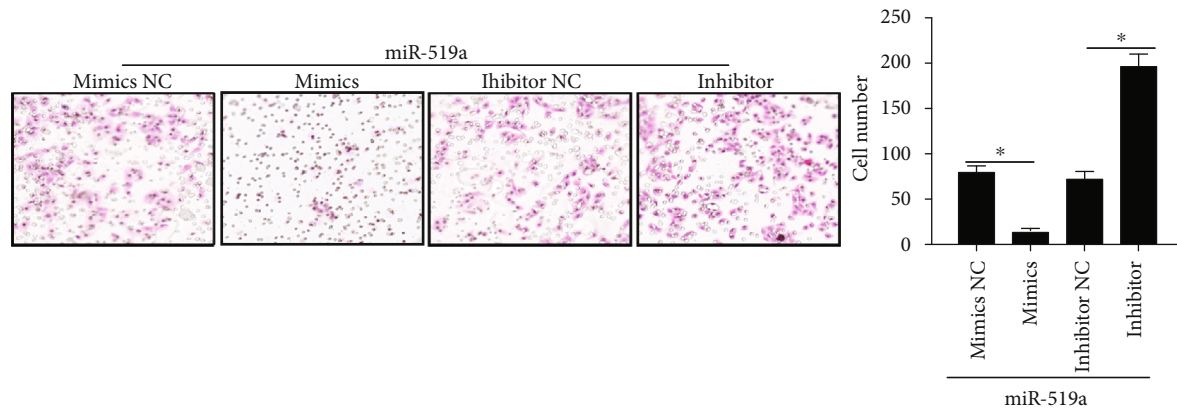 miR-519a
Mimics NC
Mimics
Ihibitor NC
Inhibitor
Cell number
250
200
150
100
50
0
*
*
Mimics NC
Mimics
Inhibitor NC
Inhibitor
miR-519a